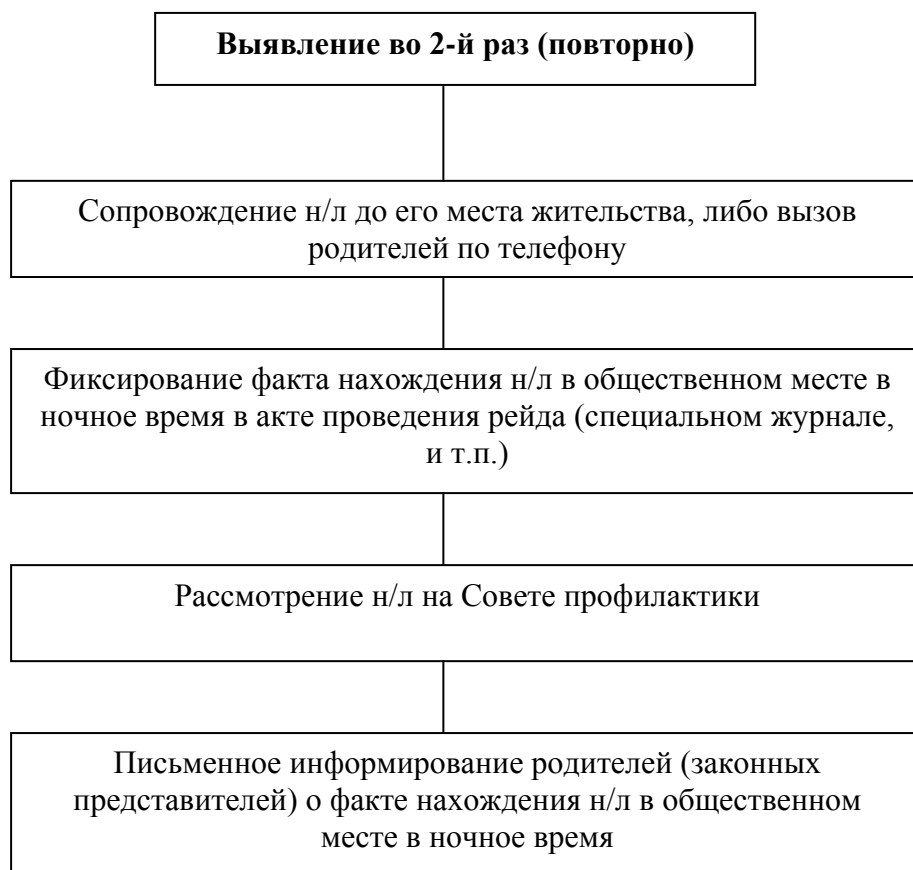 Выявление во 2-й раз (повторно)
Сопровождение н/л до его места жительства, либо вызов
родителей по телефону
Фиксирование факта нахождения н/л в общественном месте в
ночное время в акте проведения рейда (специальном журнале,
и т.п.)
Рассмотрение н/л на Совете профилактики
Письменное информирование родителей (законных
представителей) о факте нахождения н/л в общественном
месте в ночное время